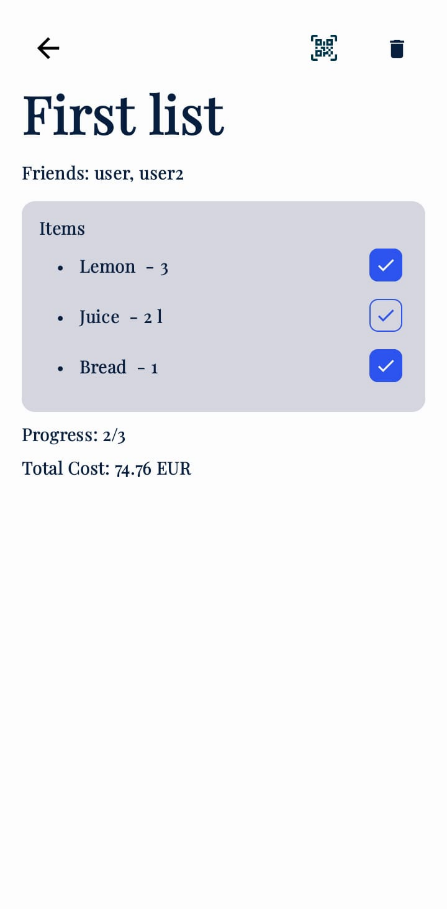 First list
Friends: user, user2
Items
• Lemon - 3
• Juice - 2 l
• Bread - 1
Progress: 2/3
Total Cost: 74.76 EUR